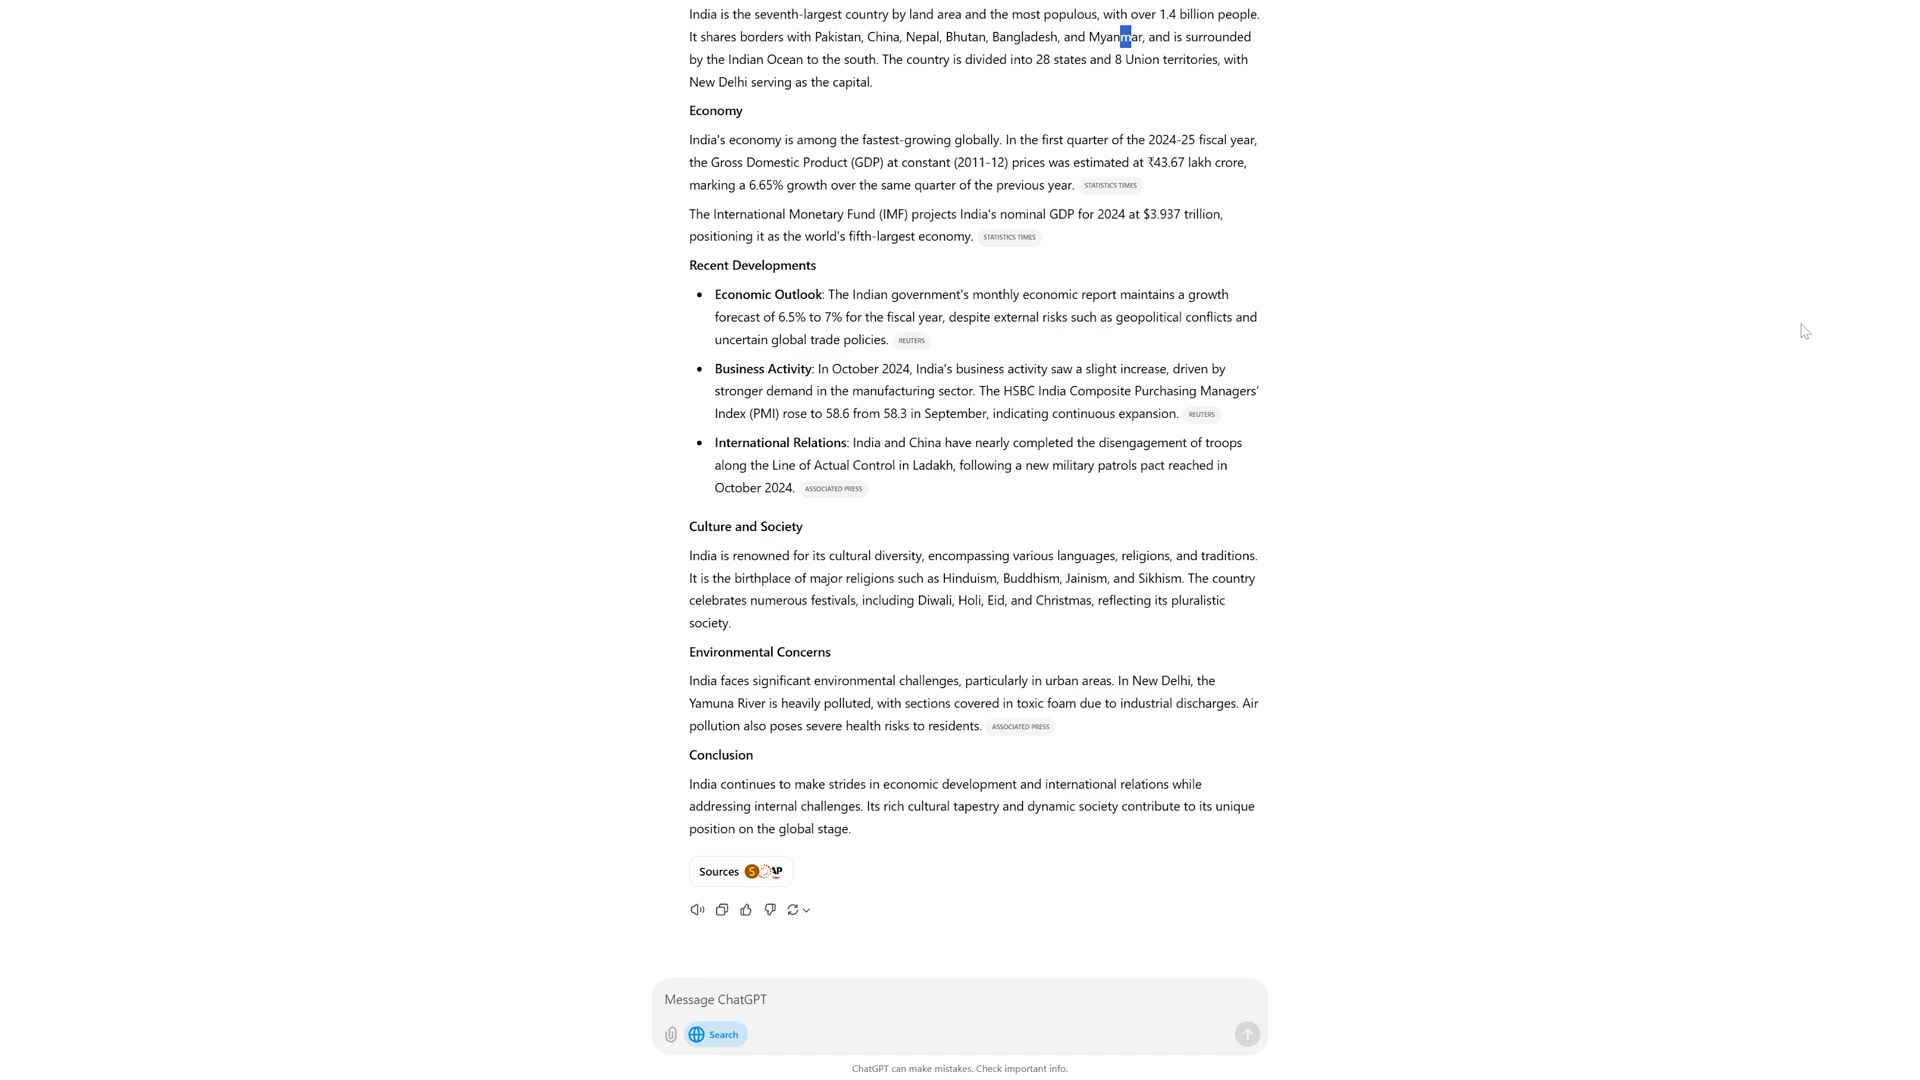 India is the seventh-largest country by land area and the most populous, with over 1.4 billion people.
It shares borders with Pakistan, China, Nepal, Bhutan, Bangladesh, and Myanmar, and is surrounded
by the Indian Ocean to the south. The country is divided into 28 states and 8 Union territories, with
New Delhi serving as the capital.
Economy
India's economy is among the fastest-growing globally. In the first quarter of the 2024-25 fiscal year,
the Gross Domestic Product (GDP) at constant (2011-12) prices was estimated at ₹43.67 lakh crore,
marking a 6.65% growth over the same quarter of the previous year. STATISTICS TIMES
The International Monetary Fund (IMF) projects India's nominal GDP for 2024 at $3.937 trillion,
positioning it as the world's fifth-largest economy. STATISTICS TIMES
Recent Developments
• Economic Outlook: The Indian government's monthly economic report maintains a growth
forecast of 6.5% to 7% for the fiscal year, despite external risks such as geopolitical conflicts and
uncertain global trade policies. REUTERS
• Business Activity: In October 2024, India's business activity saw a slight increase, driven by
stronger demand in the manufacturing sector. The HSBC India Composite Purchasing Managers’
Index (PMI) rose to 58.6 from 58.3 in September, indicating continuous expansion. REUTERS
• International Relations: India and China have nearly completed the disengagement of troops
along the Line of Actual Control in Ladakh, following a new military patrols pact reached in
October 2024. ASSOCIATED PRESS
Culture and Society
India is renowned for its cultural diversity, encompassing various languages, religions, and traditions.
It is the birthplace of major religions such as Hinduism, Buddhism, Jainism, and Sikhism. The country
celebrates numerous festivals, including Diwali, Holi, Eid, and Christmas, reflecting its pluralistic
society.
Environmental Concerns
India faces significant environmental challenges, particularly in urban areas. In New Delhi, the
Yamuna River is heavily polluted, with sections covered in toxic foam due to industrial discharges. Air
pollution also poses severe health risks to residents. ASSOCIATED PRESS
Conclusion
India continues to make strides in economic development and international relations while
addressing internal challenges. Its rich cultural tapestry and dynamic society contribute to its unique
position on the global stage.
Sources S AP
Message ChatGPT
Search
ChatGPT can make mistakes. Check important info.